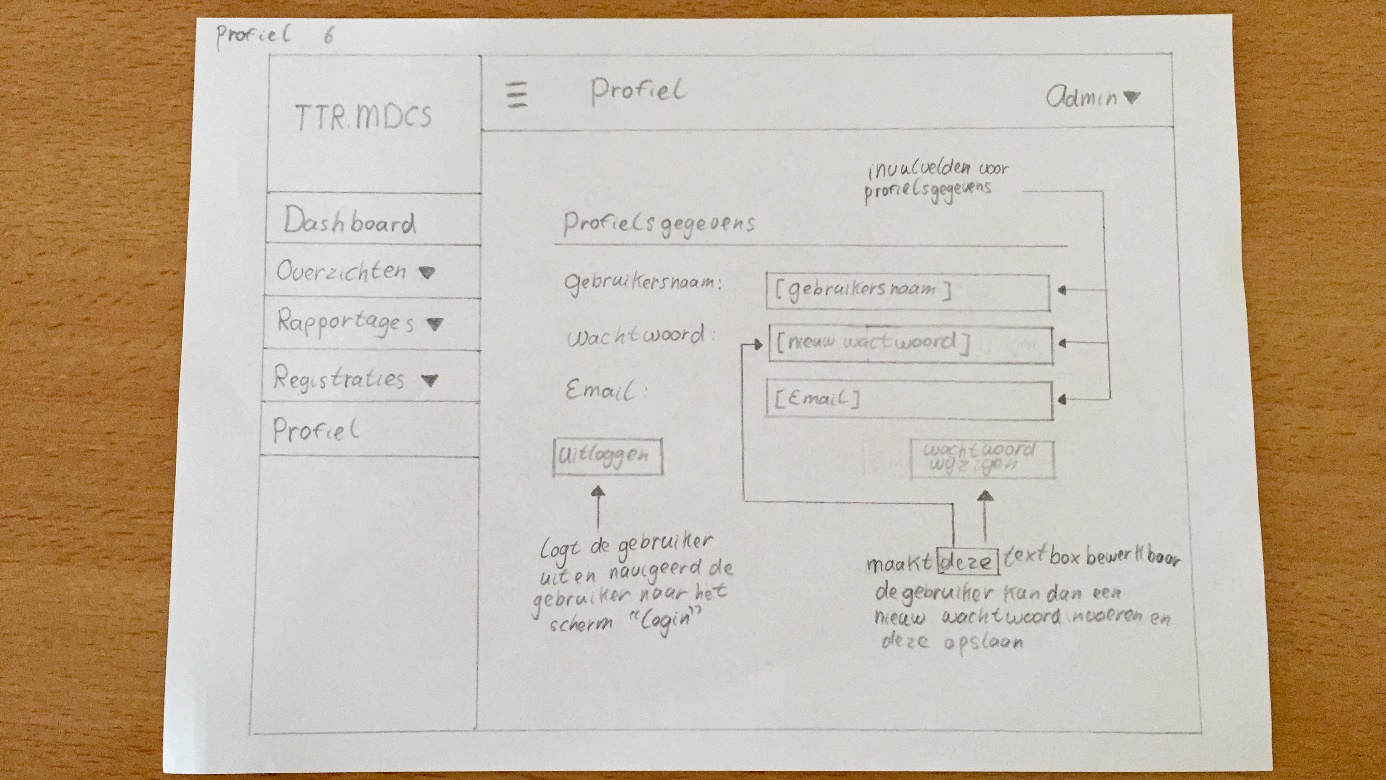 Profiel 6
TTR.MDCS
Profiel
Admin
Dashboard
Overzichten
Rapportages
Registraties
Profiel
invulvelden voor
profielsgegevens
Profielsgegevens
gebruikersnaam:
[gebruikersnaam]
wachtwoord:
[nieuw wactwoord]
Email:
[Email]
uitloggen
wachtwoord
wijzigen
logt de gebruiker
uit en navigeerd de
gebruiker naar het
scherm "Login"
maakt deze textbox bewerkbaar
de gebruiker kan dan een
nieuw wachtwoord en
deze opslaan